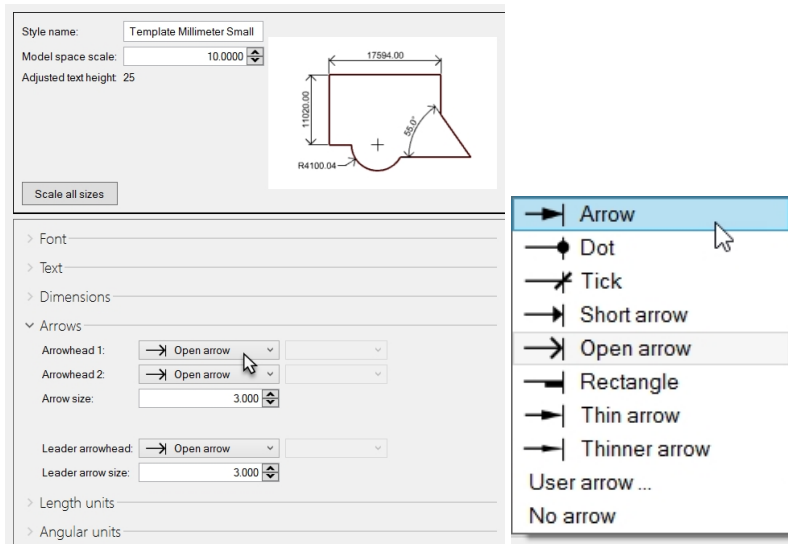 Style name: Template Millimeter Small
Model space scale: 10.0000
Adjusted text height: 25
17594.00
11020.00
55.0°
R4100.04
Scale all sizes
Font
Text
Dimensions
Arrows
Arrowhead 1: Open arrow
Arrowhead 2: Open arrow
Arrow size: 3.000
Leader arrowhead: Open arrow
Leader arrow size: 3.000
Length units
Angular units
Arrow
Dot
Tick
Short arrow
Open arrow
Rectangle
Thin arrow
Thinner arrow
User arrow ...
No arrow